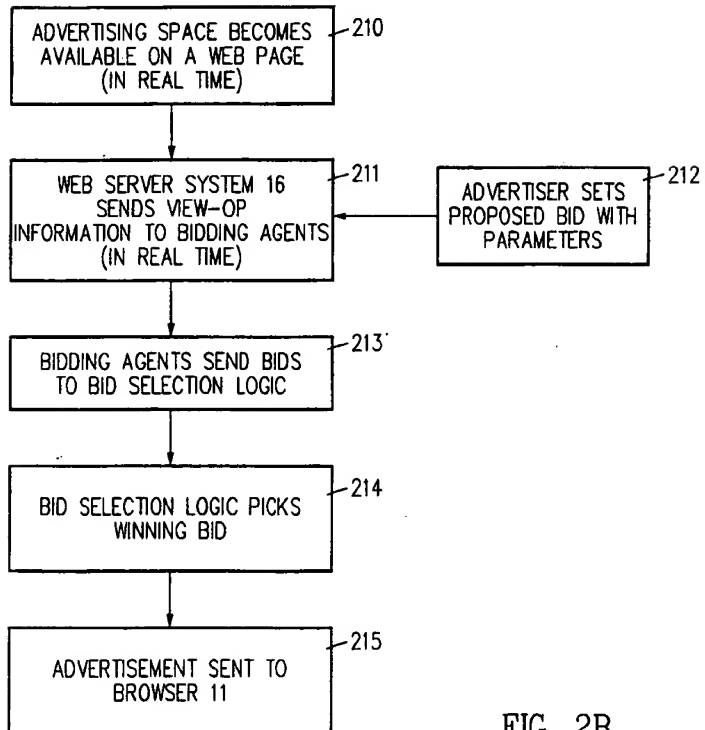 ADVERTISING SPACE BECOMES
AVAILABLE ON A WEB PAGE
(IN REAL TIME)
210
WEB SERVER SYSTEM 16
SENDS VIEW-OP
INFORMATION TO BIDDING AGENTS
(IN REAL TIME)
211
ADVERTISER SETS
PROPOSED BID WITH
PARAMETERS
212
BIDDING AGENTS SEND BIDS
TO BID SELECTION LOGIC
213
BID SELECTION LOGIC PICKS
WINNING BID
214
ADVERTISEMENT SENT TO
BROWSER 11
215
FIG. 2B